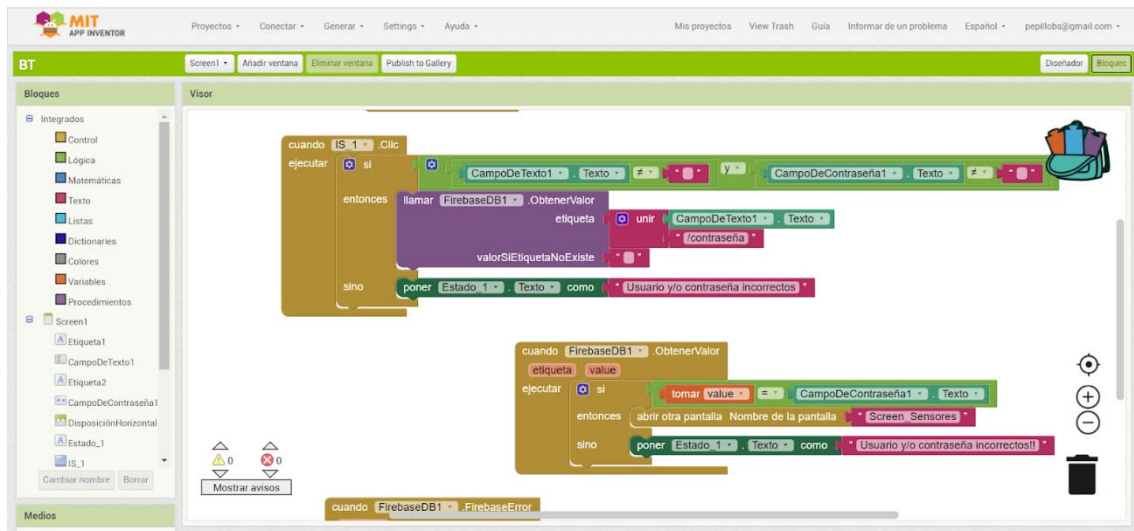 MIT
APP INVENTOR
Proyectos Conectar Generar Settings Ayuda
Mis proyectos View Trash Guía Informar de un problema Español pepillobs@gmail.com
BT
Screen1 Añadir ventana Eliminar ventana Publish to Gallery
Diseñador Bloques
Bloques
Visor
Integrados
Control
Lógica
Matemáticas
Texto
Listas
Dictionaries
Colores
Variables
Procedimientos
Screen1
Etiqueta1
CampoDeTexto1
Etiqueta2
CampoDeContraseña1
DisposiciónHorizontal
Estado_1
IS_1
Cambiar nombre Borrar
Medios
cuando IS_1 .Clic
ejecutar si CampoDeTexto1 . Texto ≠ " " y CampoDeContraseña1 . Texto ≠ " "
entonces llamar FirebaseDB1 .ObtenerValor
etiqueta unir CampoDeTexto1 . Texto
" /contraseña "
valorSiEtiquetaNoExiste " "
sino poner Estado_1 . Texto como " Usuario y/o contraseña incorrectos "
cuando FirebaseDB1 .ObtenerValor
etiqueta value
ejecutar si tomar value = CampoDeContraseña1 . Texto
entonces abrir otra pantalla Nombre de la pantalla " Screen_Sensores "
sino poner Estado_1 . Texto como " Usuario y/o contraseña incorrectos!! "
0 0
Mostrar avisos
cuando FirebaseDB1 .FirebaseError